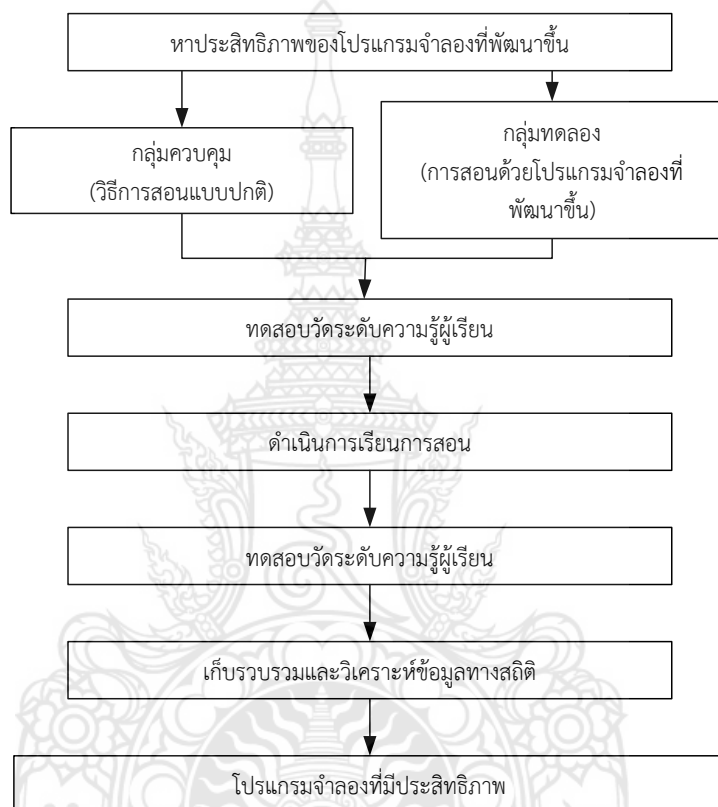 หาประสิทธิภาพของโปรแกรมจำลองที่พัฒนาขึ้น
กลุ่มควบคุม
(วิธีการสอนแบบปกติ)
กลุ่มทดลอง
(การสอนด้วยโปรแกรมจำลองที่
พัฒนาขึ้น)
ทดสอบวัดระดับความรู้ผู้เรียน
ดำเนินการเรียนการสอน
ทดสอบวัดระดับความรู้ผู้เรียน
เก็บรวบรวมและวิเคราะห์ข้อมูลทางสถิติ
โปรแกรมจำลองที่มีประสิทธิภาพ